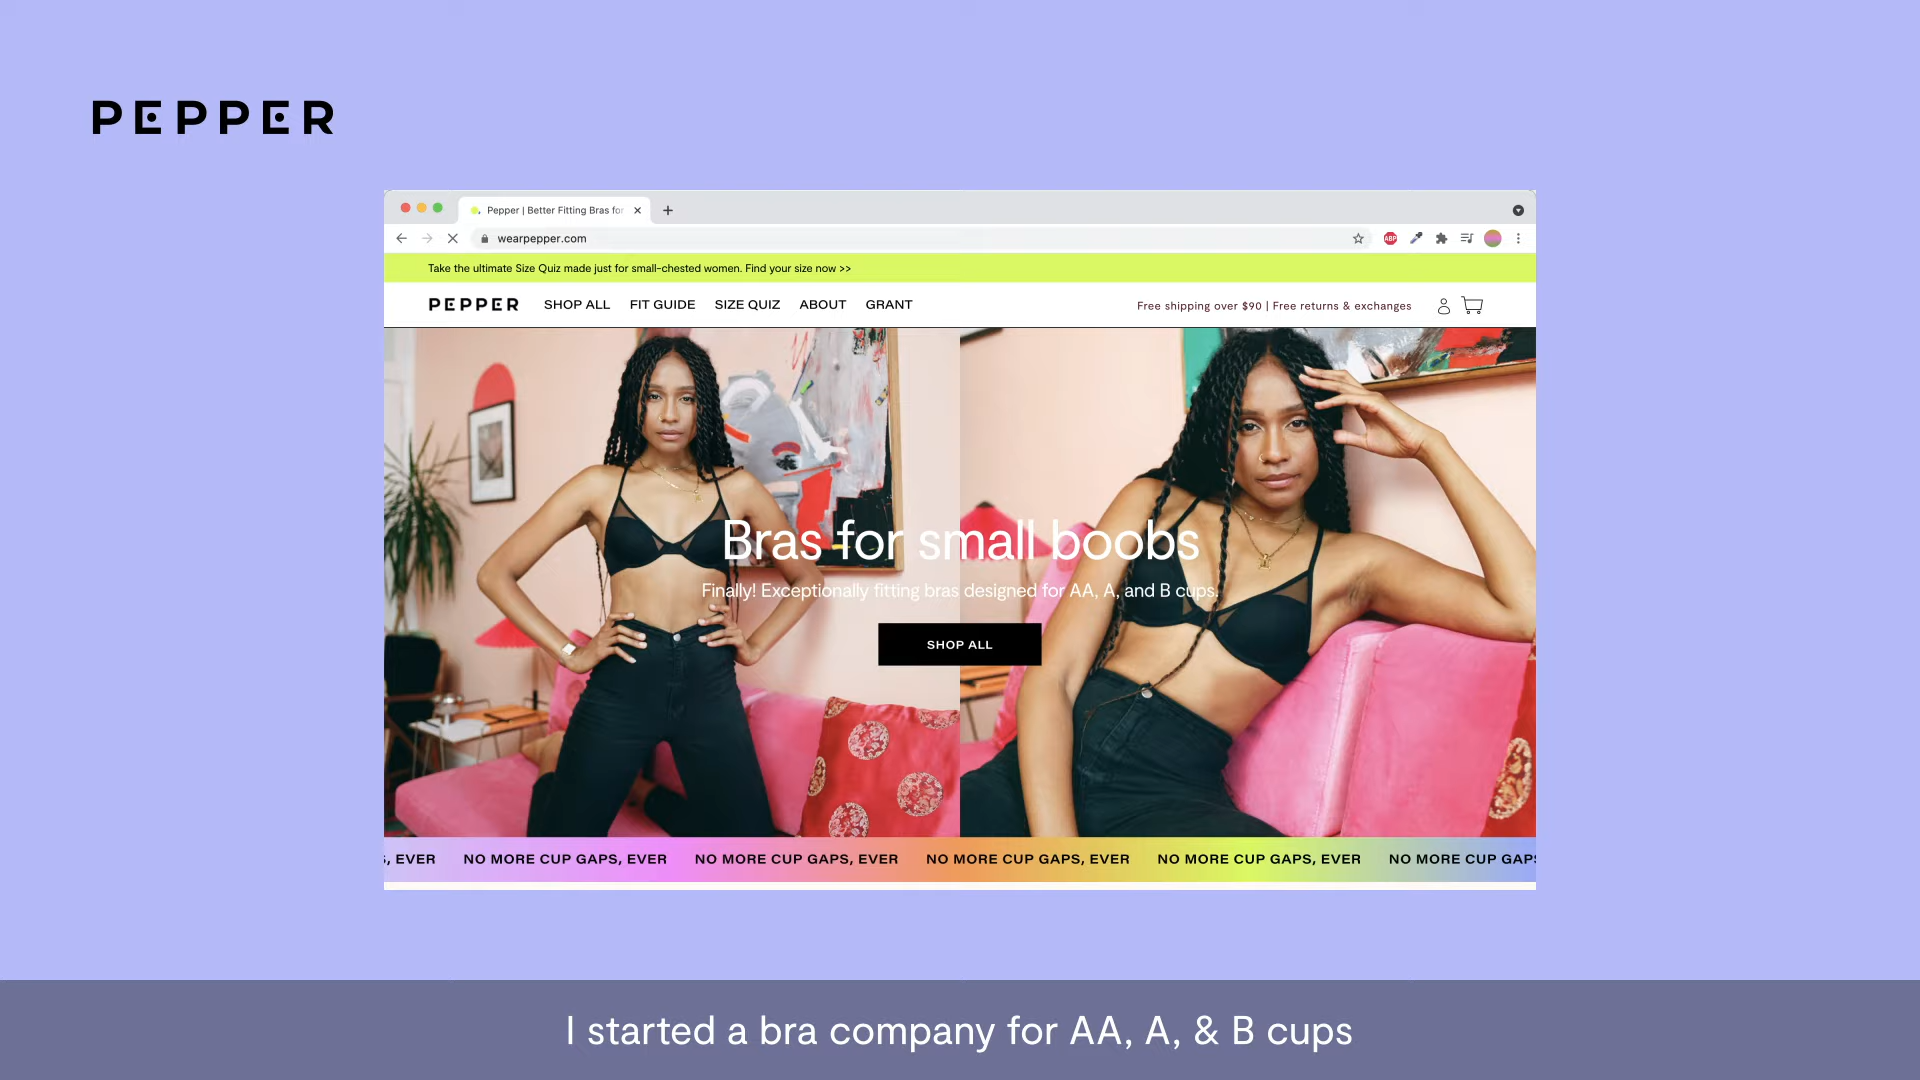 PEPPER
Pepper | Better Fitting Bras for
wearpepper.com
ABP
Take the ultimate Size Quiz made just for small-chested women. Find your size now >>
PEPPER SHOP ALL FIT GUIDE SIZE QUIZ ABOUT GRANT Free shipping over $90 | Free returns & exchanges
Bras for small boobs
Finally! Exceptionally fitting bras designed for AA, A, and B cups.
SHOP ALL
, EVER NO MORE CUP GAPS, EVER NO MORE CUP GAPS, EVER NO MORE CUP GAPS, EVER NO MORE CUP GAPS, EVER NO MORE CUP GAPS
I started a bra company for AA, A, & B cups